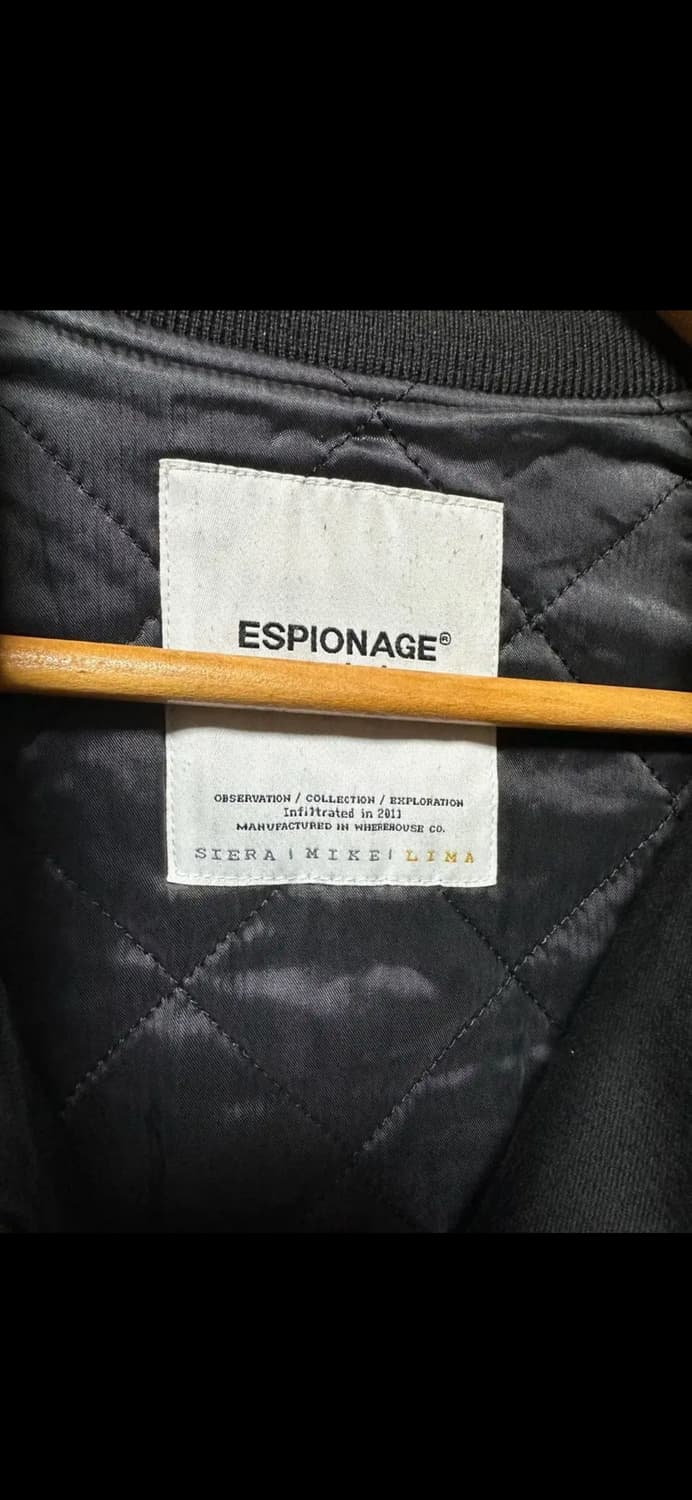 ESPIONAGE®
OBSERVATION / COLLECTION / EXPLORATION
Infiltrated in 2011
MANUFACTURED IN WHEREHOUSE CO.
SIERA | MIKE | LIMA